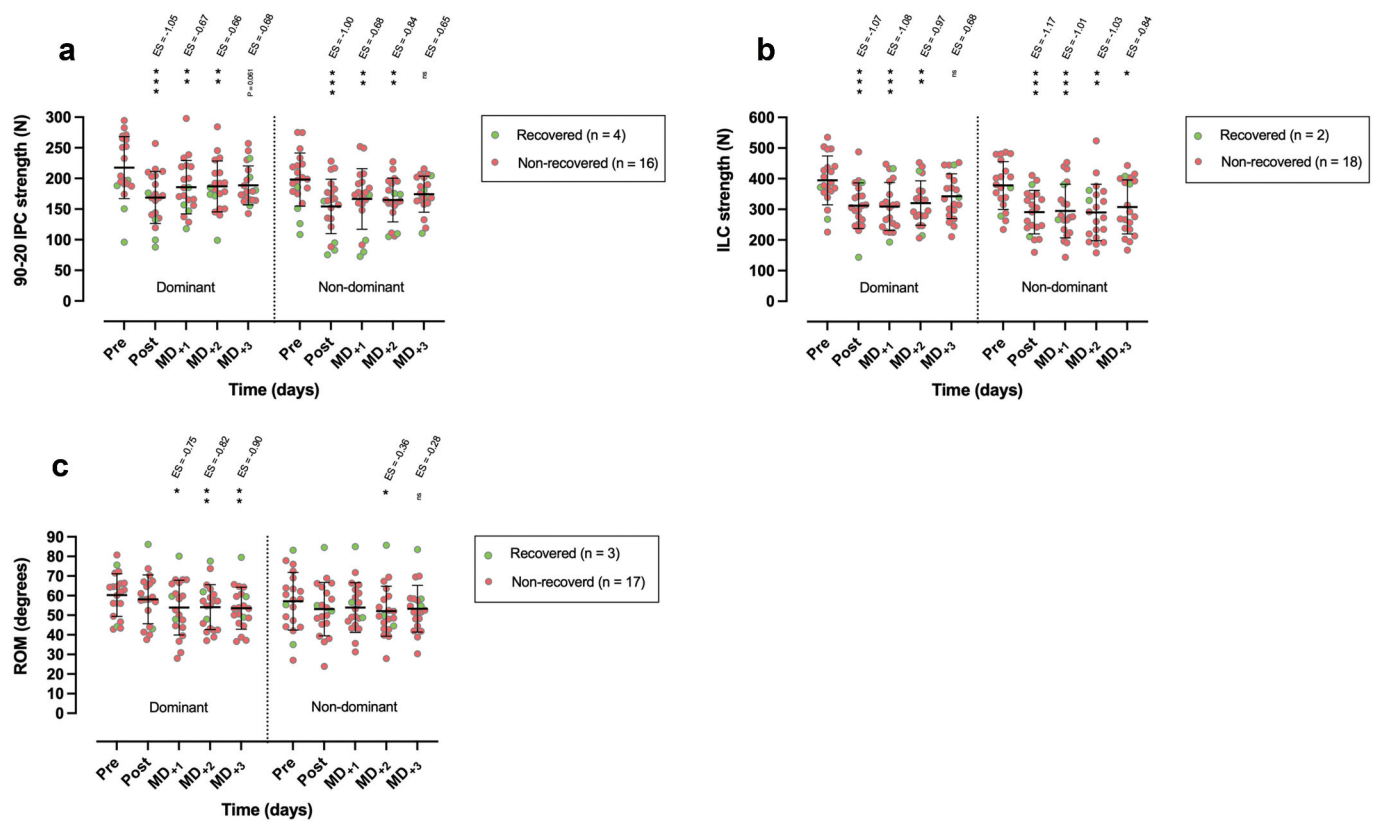 a
ES = -1.05
ES = -0.67
ES = -0.66
ES = -0.68
ES = -1.00
ES = -0.68
ES = -0.84
ES = -0.65
***
**
**
P = 0.061
***
**
**
ns
90-20 IPC strength (N)
300
250
200
150
100
50
0
Dominant
Non-dominant
Pre
Post
MD+1
MD+2
MD+3
Pre
Post
MD+1
MD+2
MD+3
Time (days)
Recovered (n = 4)
Non-recovered (n = 16)
b
ES = -1.07
ES = -1.08
ES = -0.97
ES = -0.68
ES = -1.17
ES = -1.01
ES = -1.03
ES = -0.84
***
***
**
ns
***
***
**
*
ILC strength (N)
600
500
400
300
200
100
0
Dominant
Non-dominant
Pre
Post
MD+1
MD+2
MD+3
Pre
Post
MD+1
MD+2
MD+3
Time (days)
Recovered (n = 2)
Non-recovered (n = 18)
c
ES = -0.75
ES = -0.82
ES = -0.90
ES = -0.36
ES = -0.28
*
**
**
*
ns
ROM (degrees)
90
80
70
60
50
40
30
20
10
0
Dominant
Non-dominant
Pre
Post
MD+1
MD+2
MD+3
Pre
Post
MD+1
MD+2
MD+3
Time (days)
Recovered (n = 3)
Non-recoverd (n = 17)